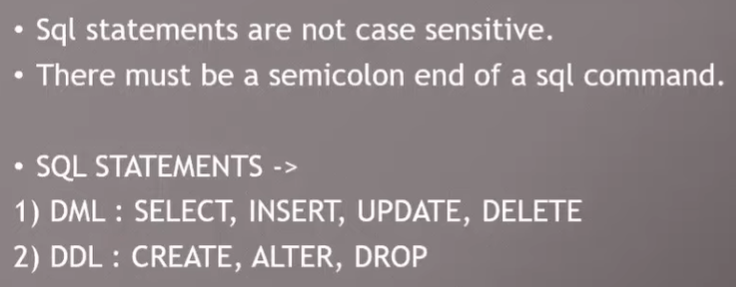 • Sql statements are not case sensitive.
• There must be a semicolon end of a sql command.
• SQL STATEMENTS ->
1) DML : SELECT, INSERT, UPDATE, DELETE
2) DDL : CREATE, ALTER, DROP